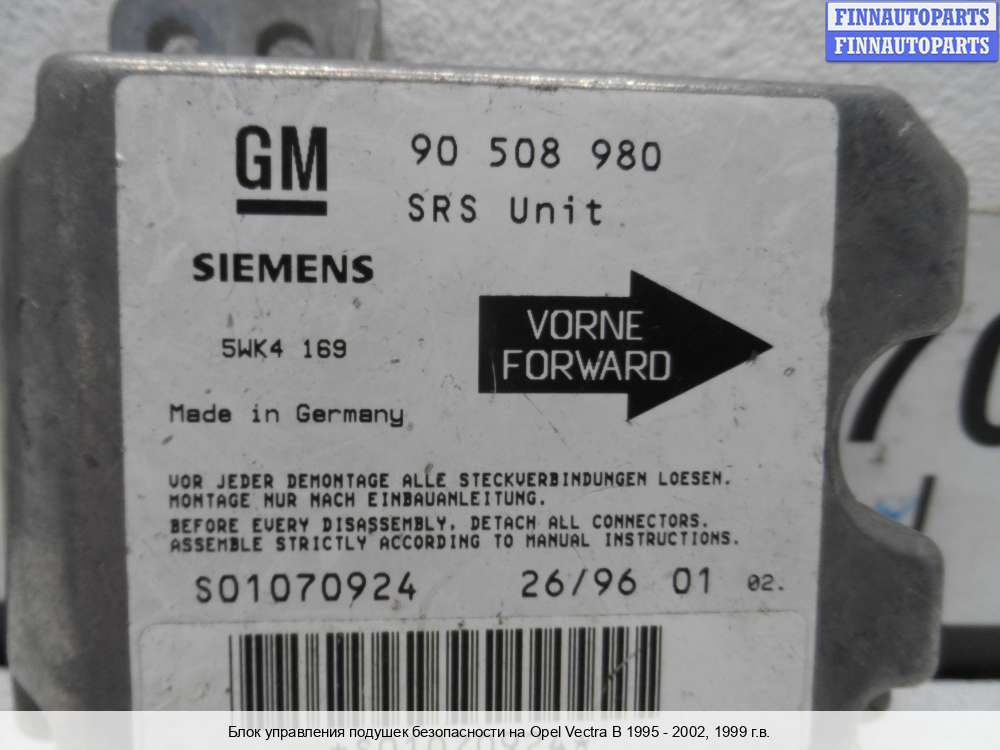 FINNAUTOPARTS
FINNAUTOPARTS
GM
90 508 980
SRS Unit
SIEMENS
5WK4 169
VORNE
FORWARD
Made in Germany
VOR JEDER DEMONTAGE ALLE STECKVERBINDUNGEN LOESEN.
MONTAGE NUR NACH EINBAUANLEITUNG.
BEFORE EVERY DISASSEMBLY, DETACH ALL CONNECTORS.
ASSEMBLE STRICTLY ACCORDING TO MANUAL INSTRUCTIONS.
S01070924 26/96 01 02.
*S01070924*
Блок управления подушек безопасности на Opel Vectra B 1995 - 2002, 1999 г.в.